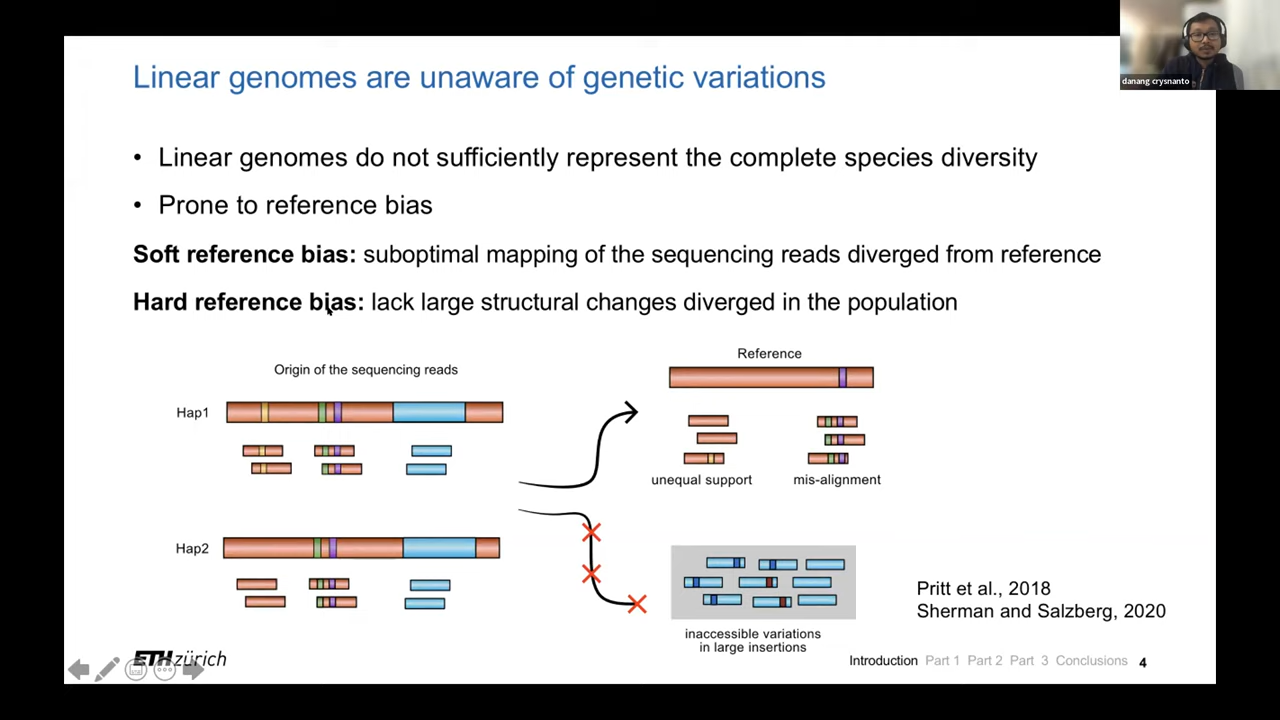 danang crysnanto
Linear genomes are unaware of genetic variations
• Linear genomes do not sufficiently represent the complete species diversity
• Prone to reference bias
Soft reference bias: suboptimal mapping of the sequencing reads diverged from reference
Hard reference bias: lack large structural changes diverged in the population
Origin of the sequencing reads
Reference
Hap1
unequal support
mis-alignment
Hap2
inaccessible variations
in large insertions
Pritt et al., 2018
Sherman and Salzberg, 2020
ETH zürich
Introduction Part 1 Part 2 Part 3 Conclusions 4